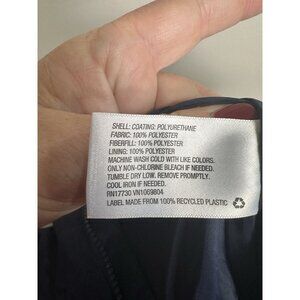 SHELL: COATING: POLYURETHANE
FABRIC: 100% POLYESTER
FIBERFILL: 100% POLYESTER
LINING: 100% POLYESTER
MACHINE WASH COLD WITH LIKE COLORS.
ONLY NON-CHLORINE BLEACH IF NEEDED.
TUMBLE DRY LOW. REMOVE PROMPTLY.
COOL IRON IF NEEDED.
RN17730 VN1069804
LABEL MADE FROM 100% RECYCLED PLASTIC